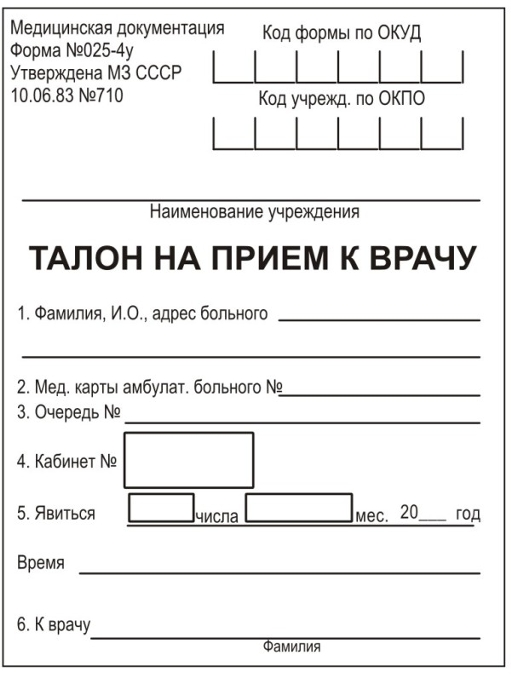 Медицинская документация
Форма №025-4у
Утверждена МЗ СССР
10.06.83 №710
Код формы по ОКУД
Код учрежд. по ОКПО
Наименование учреждения
ТАЛОН НА ПРИЕМ К ВРАЧУ
1. Фамилия, И.О., адрес больного
2. Мед. карты амбулат. больного №
3. Очередь №
4. Кабинет №
5. Явиться числа мес. 20___ год
Время
6. К врачу
Фамилия